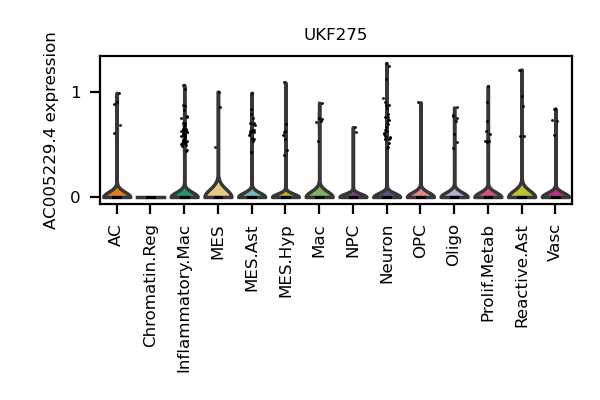 UKF275
AC005229.4 expression
1
0
AC
Chromatin.Reg
Inflammatory.Mac
MES
MES.Ast
MES.Hyp
Mac
NPC
Neuron
OPC
Oligo
Prolif.Metab
Reactive.Ast
Vasc